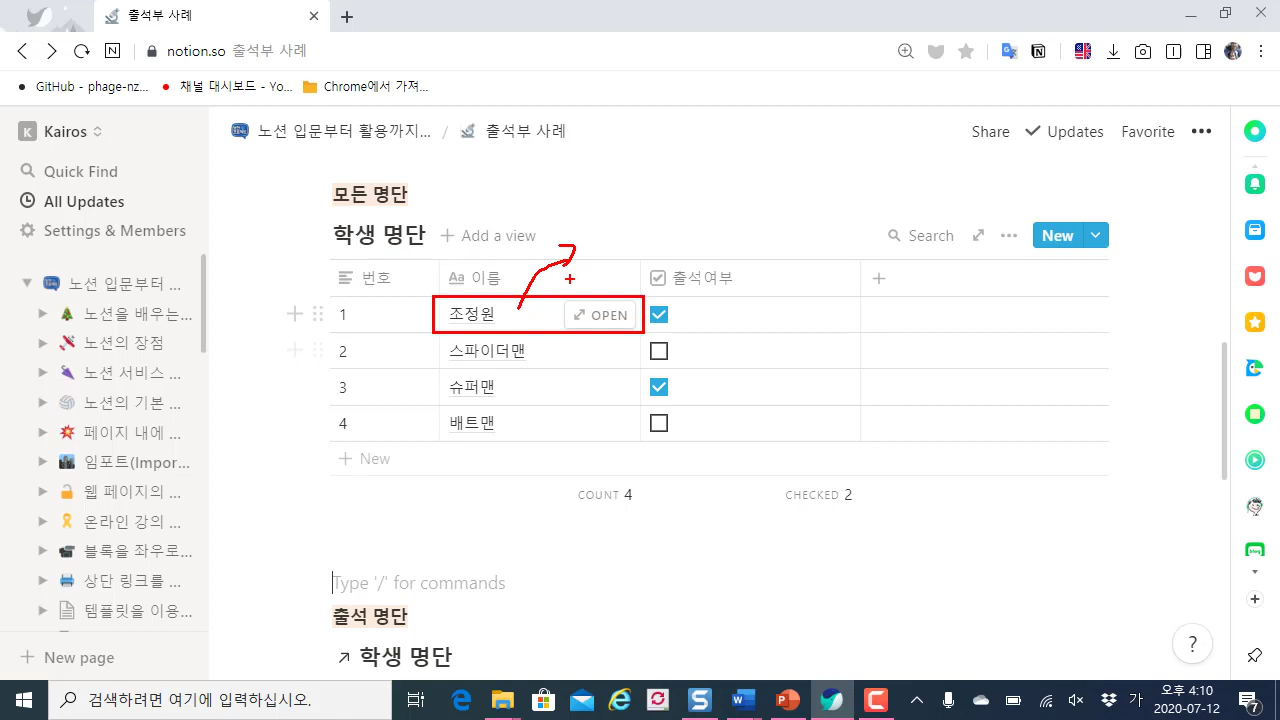 출석부 사례
notion.so 출석부 사례
GitHub - phage-nz...
채널 대시보드 - Yo...
Chrome에서 가져...
K Kairos
노션 입문부터 활용까지... / 출석부 사례
Share Updates Favorite
Quick Find
All Updates
Settings & Members
노션 입문부터 ...
노션을 배우는...
노션의 장점
노션 서비스 ...
노션의 기본 ...
페이지 내에 ...
임포트(Impor...
웹 페이지의 ...
온라인 강의 ...
블록을 좌우로...
상단 링크를 ...
템플릿을 이용...
New page
모든 명단
학생 명단 + Add a view
Search New
번호 Aa 이름 출석여부
1 조정원 OPEN
2 스파이더맨
3 슈퍼맨
4 배트맨
+ New
COUNT 4 CHECKED 2
Type '/' for commands
출석 명단
학생 명단
?
검색하려면 여기에 입력하십시오.
가
오후 4:10
2020-07-12
7